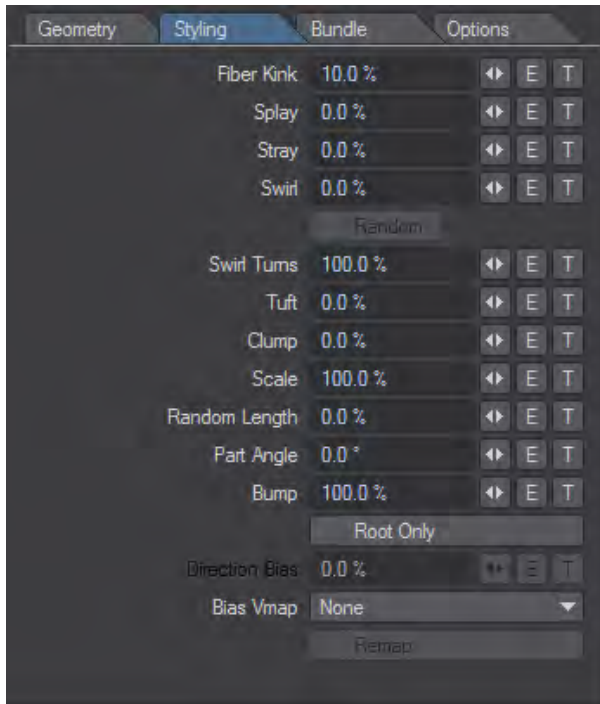 Geometry Styling Bundle Options
Fiber Kink 10.0 % E T
Splay 0.0 % E T
Stray 0.0 % E T
Swirl 0.0 % E T
Random
Swirl Turns 100.0 % E T
Tuft 0.0 % E T
Clump 0.0 % E T
Scale 100.0 % E T
Random Length 0.0 % E T
Part Angle 0.0 ° E T
Bump 100.0 % E T
Root Only
Direction Bias 0.0 % E T
Bias Vmap None
Remap